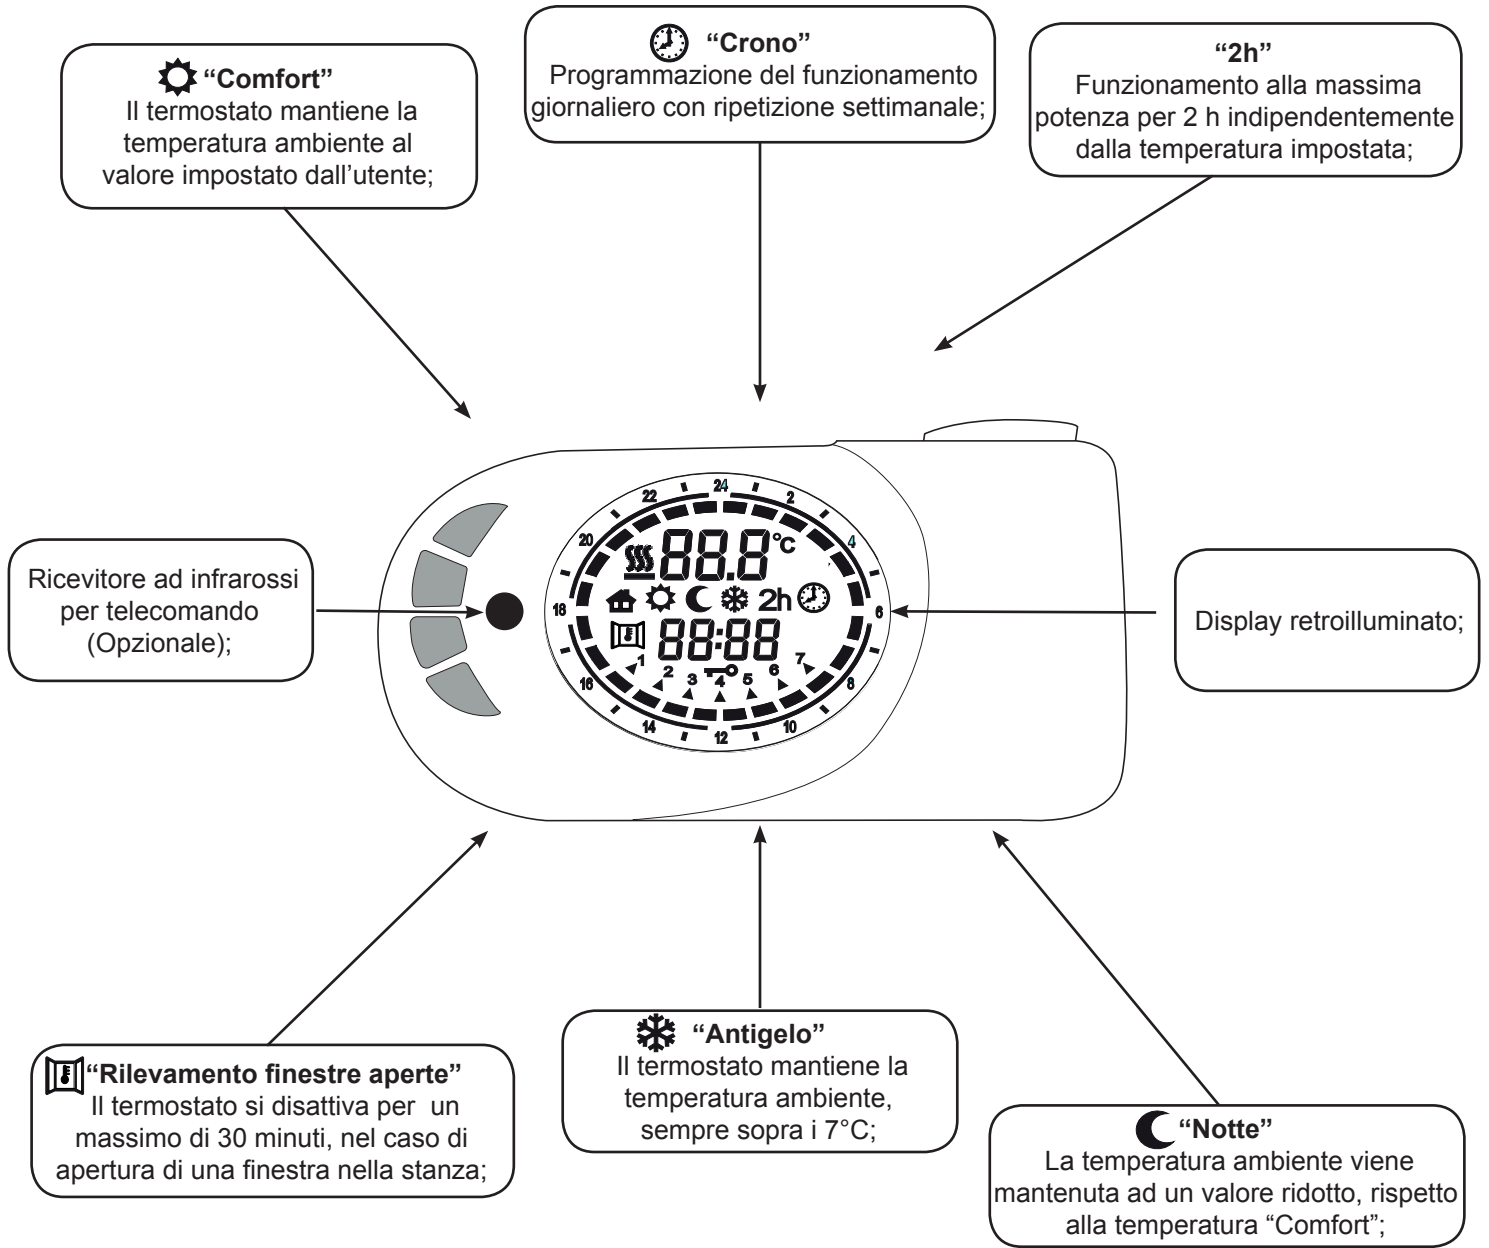 “Comfort”
Il termostato mantiene la
temperatura ambiente al
valore impostato dall’utente;
“Crono”
Programmazione del funzionamento
giornaliero con ripetizione settimanale;
“2h”
Funzionamento alla massima
potenza per 2 h indipendentemente
dalla temperatura impostata;
Ricevitore ad infrarossi
per telecomando
(Opzionale);
24
2
4
6
8
10
12
14
16
18
20
22
88.8°C
2h
88:88
1
2
3
4
5
6
7
Display retroilluminato;
“Rilevamento finestre aperte”
Il termostato si disattiva per un
massimo di 30 minuti, nel caso di
apertura di una finestra nella stanza;
“Antigelo”
Il termostato mantiene la
temperatura ambiente,
sempre sopra i 7°C;
“Notte”
La temperatura ambiente viene
mantenuta ad un valore ridotto, rispetto
alla temperatura “Comfort”;